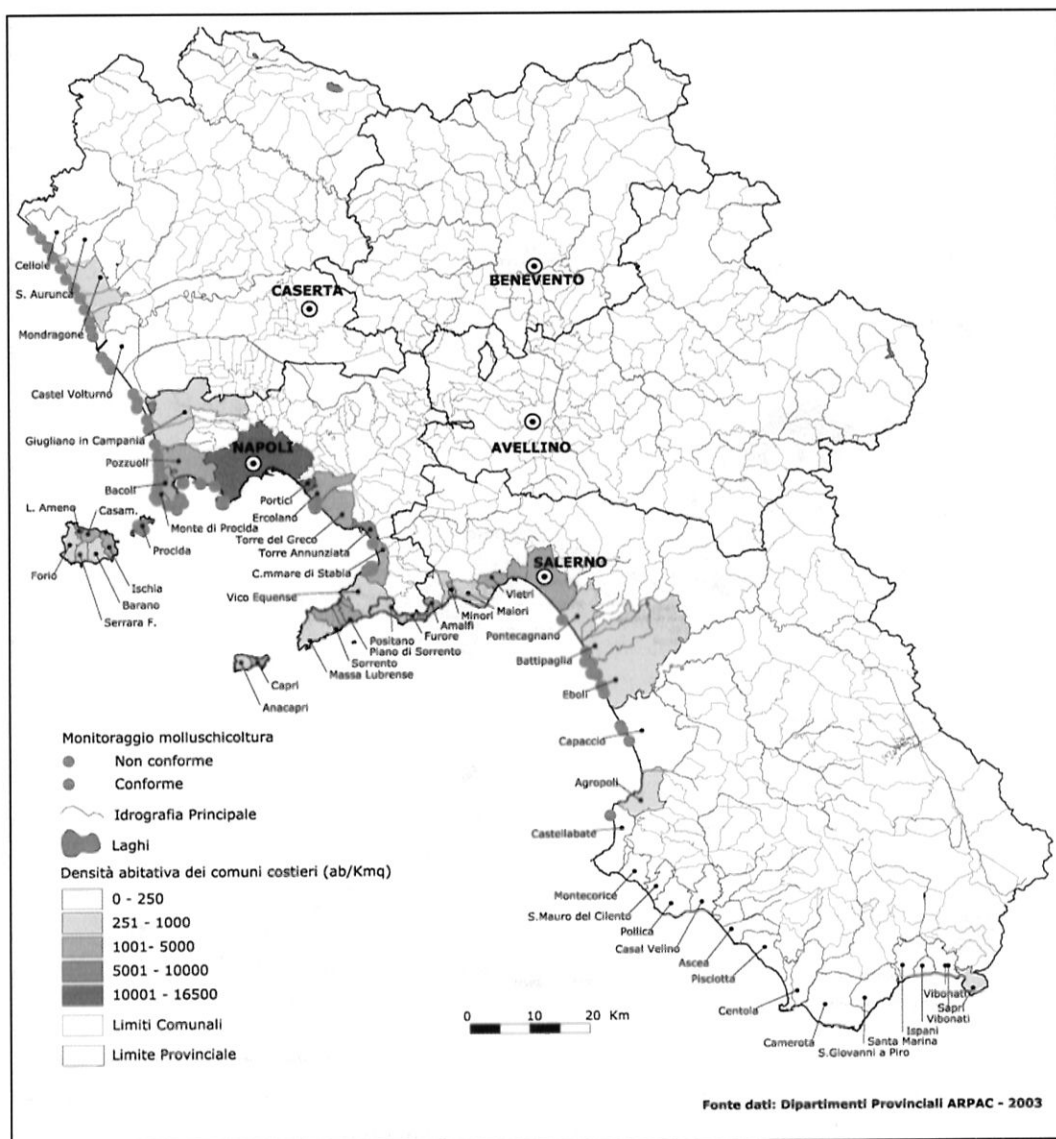 CASERTA
BENEVENTO
Cellole
S. Aurunca
Mondragone
Castel Volturno
Giugliano in Campania
NAPOLI
AVELLINO
Pozzuoli
Bacoli
Portici
L. Ameno
Casam.
Ercolano
Monte di Procida
Torre del Greco
Procida
Torre Annunziata
Forio
Ischia
C.mmare di Stabia
SALERNO
Barano
Vico Equense
Vietri
Serrara F.
Maiori
Minori
Amalfi
Pontecagnano
Positano
Furore
Piano di Sorrento
Battipaglia
Sorrento
Massa Lubrense
Capri
Eboli
Anacapri
Capaccio
Agropoli
Castellabate
Montecorice
S.Mauro del Cilento
Pollica
Casal Velino
Ascea
Pisciotta
Centola
Vibonati
Sapri
Vibonati
Ispani
Camerota
Santa Marina
S.Giovanni a Piro
Monitoraggio molluschicoltura
Non conforme
Conforme
Idrografia Principale
Laghi
Densità abitativa dei comuni costieri (ab/Kmq)
0 - 250
251 - 1000
1001- 5000
5001 - 10000
10001 - 16500
Limiti Comunali
Limite Provinciale
0 10 20 Km
Fonte dati: Dipartimenti Provinciali ARPAC - 2003